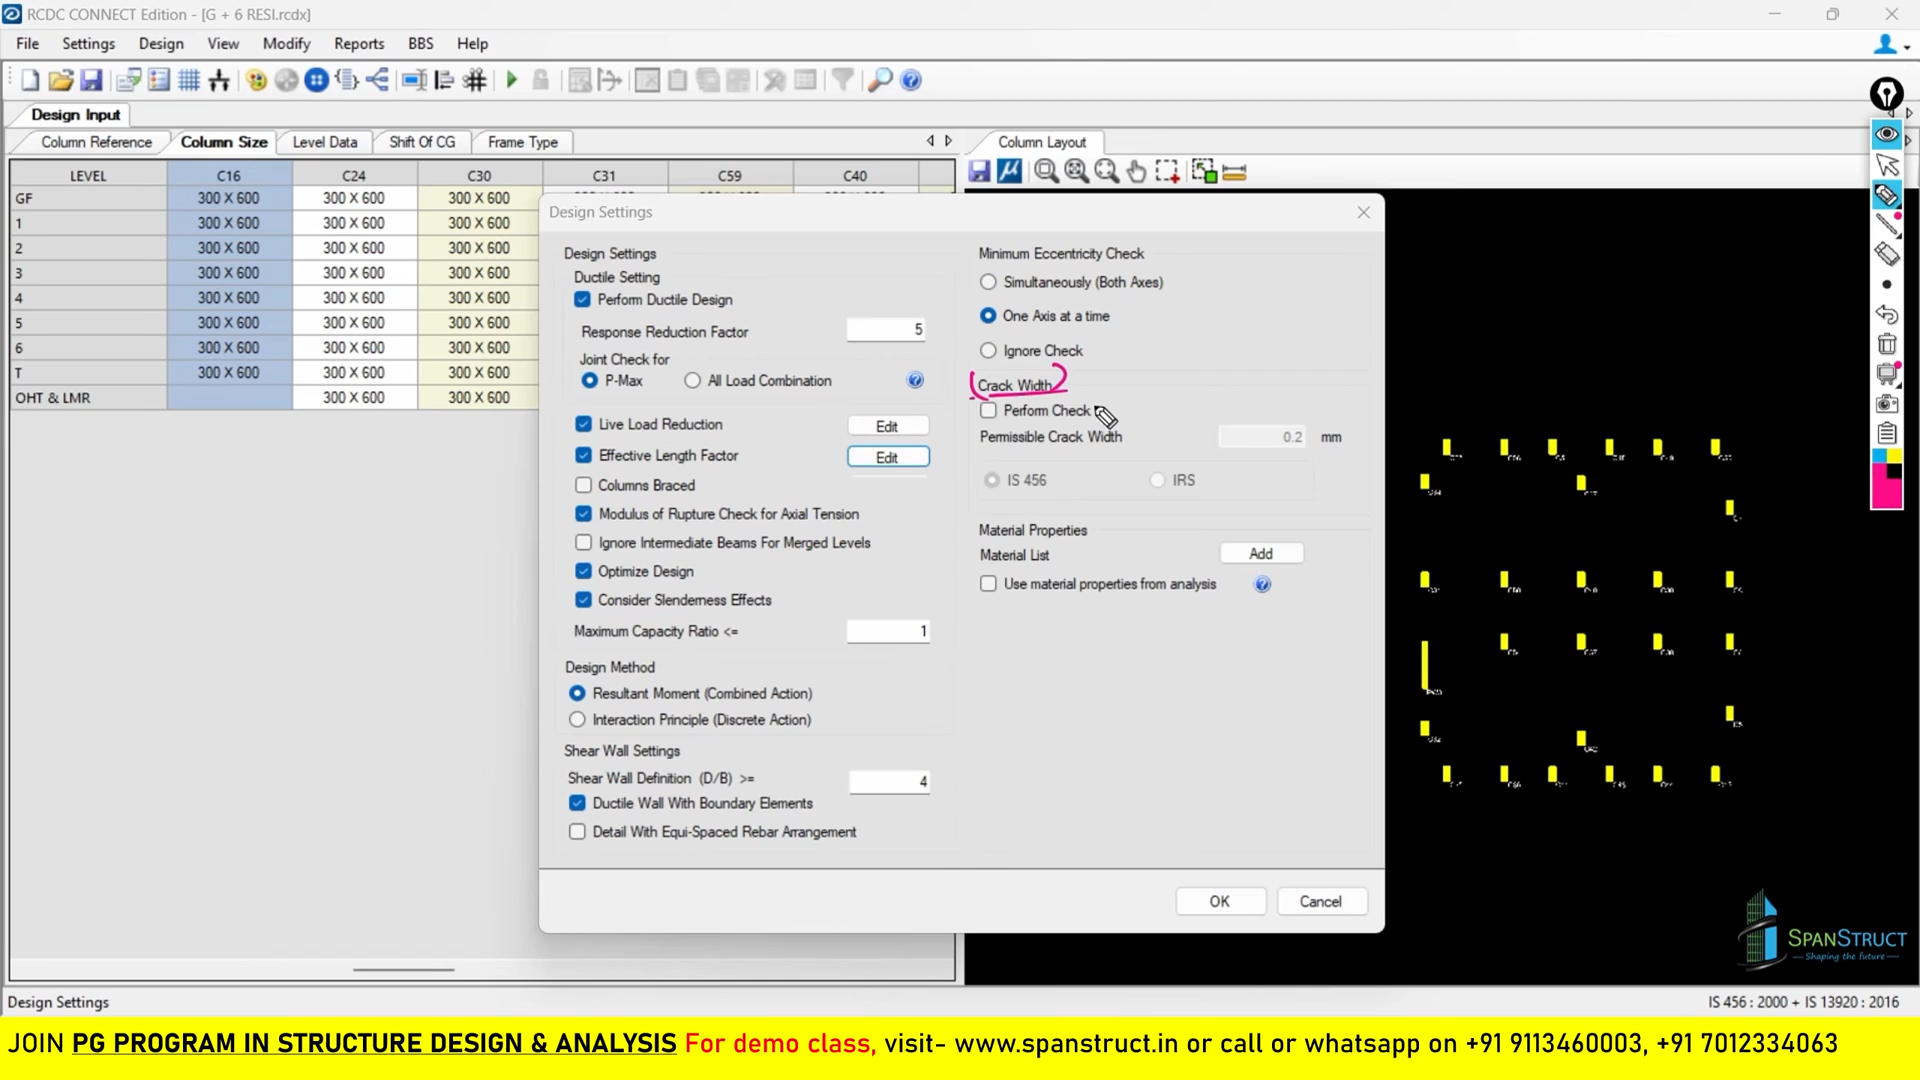 RCDC CONNECT Edition - [G + 6 RESI.rcdx]
File Settings Design View Modify Reports BBS Help
Design Input
Column Reference Column Size Level Data Shift Of CG Frame Type
Column Layout
LEVEL C16 C24 C30 C31 C59 C40
GF 300 X 600 300 X 600 300 X 600
1 300 X 600 300 X 600 300 X 600
2 300 X 600 300 X 600 300 X 600
3 300 X 600 300 X 600 300 X 600
4 300 X 600 300 X 600 300 X 600
5 300 X 600 300 X 600 300 X 600
6 300 X 600 300 X 600 300 X 600
T 300 X 600 300 X 600 300 X 600
OHT & LMR 300 X 600 300 X 600
Design Settings
Design Settings
Ductile Setting
Perform Ductile Design
Response Reduction Factor 5
Joint Check for
P-Max All Load Combination
Live Load Reduction Edit
Effective Length Factor Edit
Columns Braced
Modulus of Rupture Check for Axial Tension
Ignore Intermediate Beams For Merged Levels
Optimize Design
Consider Slenderness Effects
Maximum Capacity Ratio <= 1
Design Method
Resultant Moment (Combined Action)
Interaction Principle (Discrete Action)
Shear Wall Settings
Shear Wall Definition (D/B) >= 4
Ductile Wall With Boundary Elements
Detail With Equi-Spaced Rebar Arrangement
Minimum Eccentricity Check
Simultaneously (Both Axes)
One Axis at a time
Ignore Check
Crack Width
Perform Check
Permissible Crack Width 0.2 mm
IS 456 IRS
Material Properties
Material List Add
Use material properties from analysis
OK Cancel
SPANSTRUCT
Shaping the future
Design Settings
IS 456 : 2000 + IS 13920 : 2016
JOIN PG PROGRAM IN STRUCTURE DESIGN & ANALYSIS For demo class, visit- www.spanstruct.in or call or whatsapp on +91 9113460003, +91 7012334063